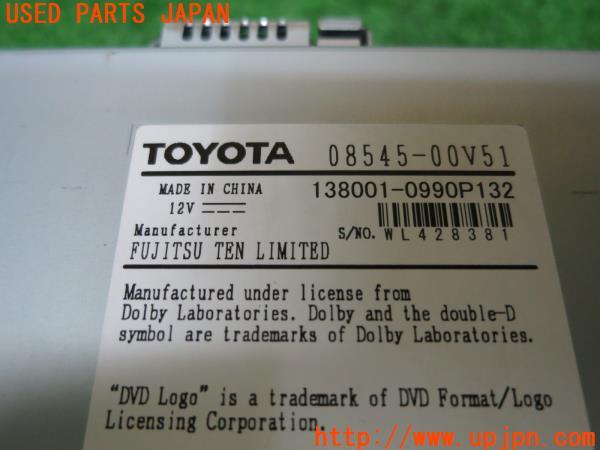 USED PARTS JAPAN
TOYOTA 08545-00V51
MADE IN CHINA 138001-0990P132
12V
Manufacturer S/NO. WL428381
FUJITSU TEN LIMITED
Manufactured under license from
Dolby Laboratories. Dolby and the double-D
symbol are trademarks of Dolby Laboratories.
“DVD Logo” is a trademark of DVD Format/Logo
Licensing Corporation.
http://www.upjpn.com